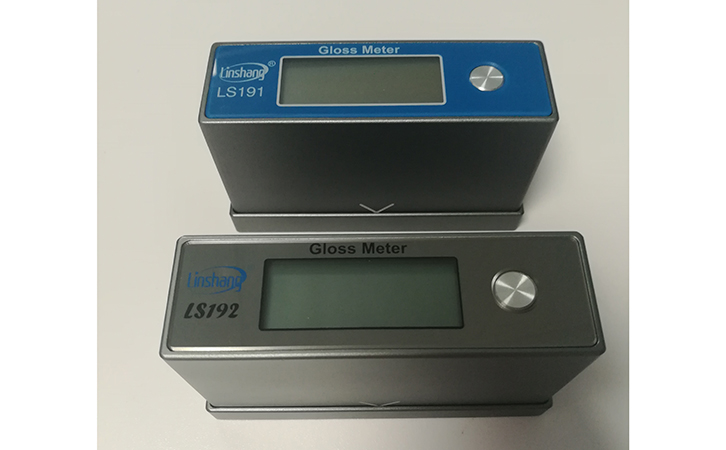 Gloss Meter
Linshang®
LS191
Gloss Meter
Linshang
LS192